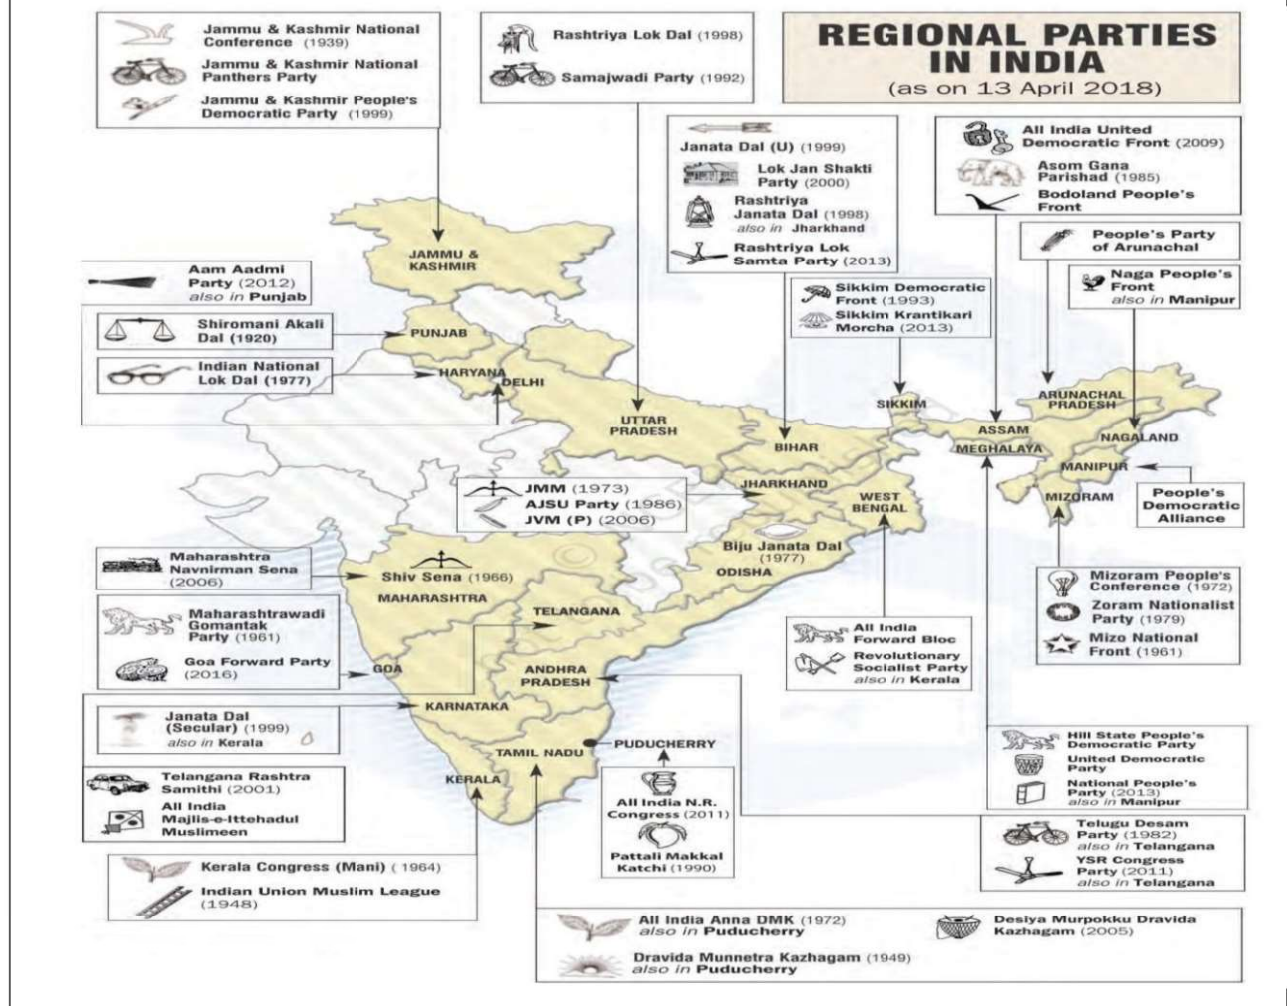 REGIONAL PARTIES
IN INDIA
(as on 13 April 2018)
Jammu & Kashmir National
Conference (1939)
Jammu & Kashmir National
Panthers Party
Jammu & Kashmir People's
Democratic Party (1999)
Rashtriya Lok Dal (1998)
Samajwadi Party (1992)
Janata Dal (U) (1999)
Lok Jan Shakti
Party (2000)
Rashtriya
Janata Dal (1998)
also in Jharkhand
Rashtriya Lok
Samta Party (2013)
All India United
Democratic Front (2009)
Asom Gana
Parishad (1985)
Bodoland People's
Front
People's Party
of Arunachal
Naga People's
Front
also in Manipur
Sikkim Democratic
Front (1993)
Sikkim Krantikari
Morcha (2013)
Aam Aadmi
Party (2012)
also in Punjab
Shiromani Akali
Dal (1920)
Indian National
Lok Dal (1977)
JAMMU &
KASHMIR
PUNJAB
HARYANA
DELHI
UTTAR
PRADESH
BIHAR
SIKKIM
ARUNACHAL
PRADESH
ASSAM
MEGHALAYA
NAGALAND
MANIPUR
MIZORAM
People's
Democratic
Alliance
JHARKHAND
WEST
BENGAL
JMM (1973)
AJSU Party (1986)
JVM (P) (2006)
Biju Janata Dal
(1977)
ODISHA
Maharashtra
Navnirman Sena
(2006)
Shiv Sena (1966)
MAHARASHTRA
TELANGANA
Maharashtrawadi
Gomantak
Party (1961)
Goa Forward Party
(2016)
GOA
ANDHRA
PRADESH
KARNATAKA
Mizoram People's
Conference (1972)
Zoram Nationalist
Party (1979)
Mizo National
Front (1961)
All India
Forward Bloc
Revolutionary
Socialist Party
also in Kerala
Janata Dal
(Secular) (1999)
also in Kerala
TAMIL NADU
PUDUCHERRY
KERALA
Telangana Rashtra
Samithi (2001)
All India
Majlis-e-Ittehadul
Muslimeen
All India N.R.
Congress (2011)
Pattali Makkal
Katchi (1990)
Hill State People's
Democratic Party
United Democratic
Party
National People's
Party (2013)
also in Manipur
Telugu Desam
Party (1982)
also in Telangana
YSR Congress
Party (2011)
also in Telangana
Kerala Congress (Mani) (1964)
Indian Union Muslim League
(1948)
All India Anna DMK (1972)
also in Puducherry
Desiya Murpokku Dravida
Kazhagam (2005)
Dravida Munnetra Kazhagam (1949)
also in Puducherry